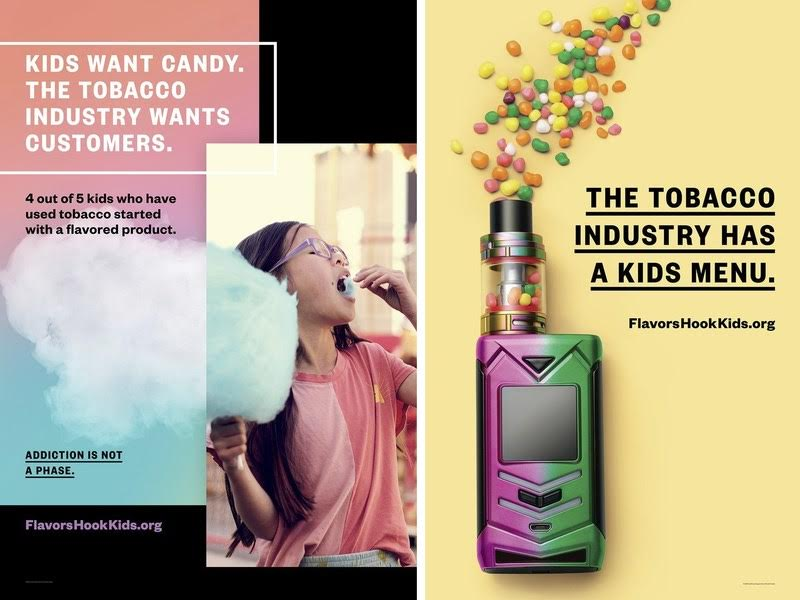 KIDS WANT CANDY.
THE TOBACCO
INDUSTRY WANTS
CUSTOMERS.
4 out of 5 kids who have
used tobacco started
with a flavored product.
ADDICTION IS NOT
A PHASE.
FlavorsHookKids.org
THE TOBACCO
INDUSTRY HAS
A KIDS MENU.
FlavorsHookKids.org